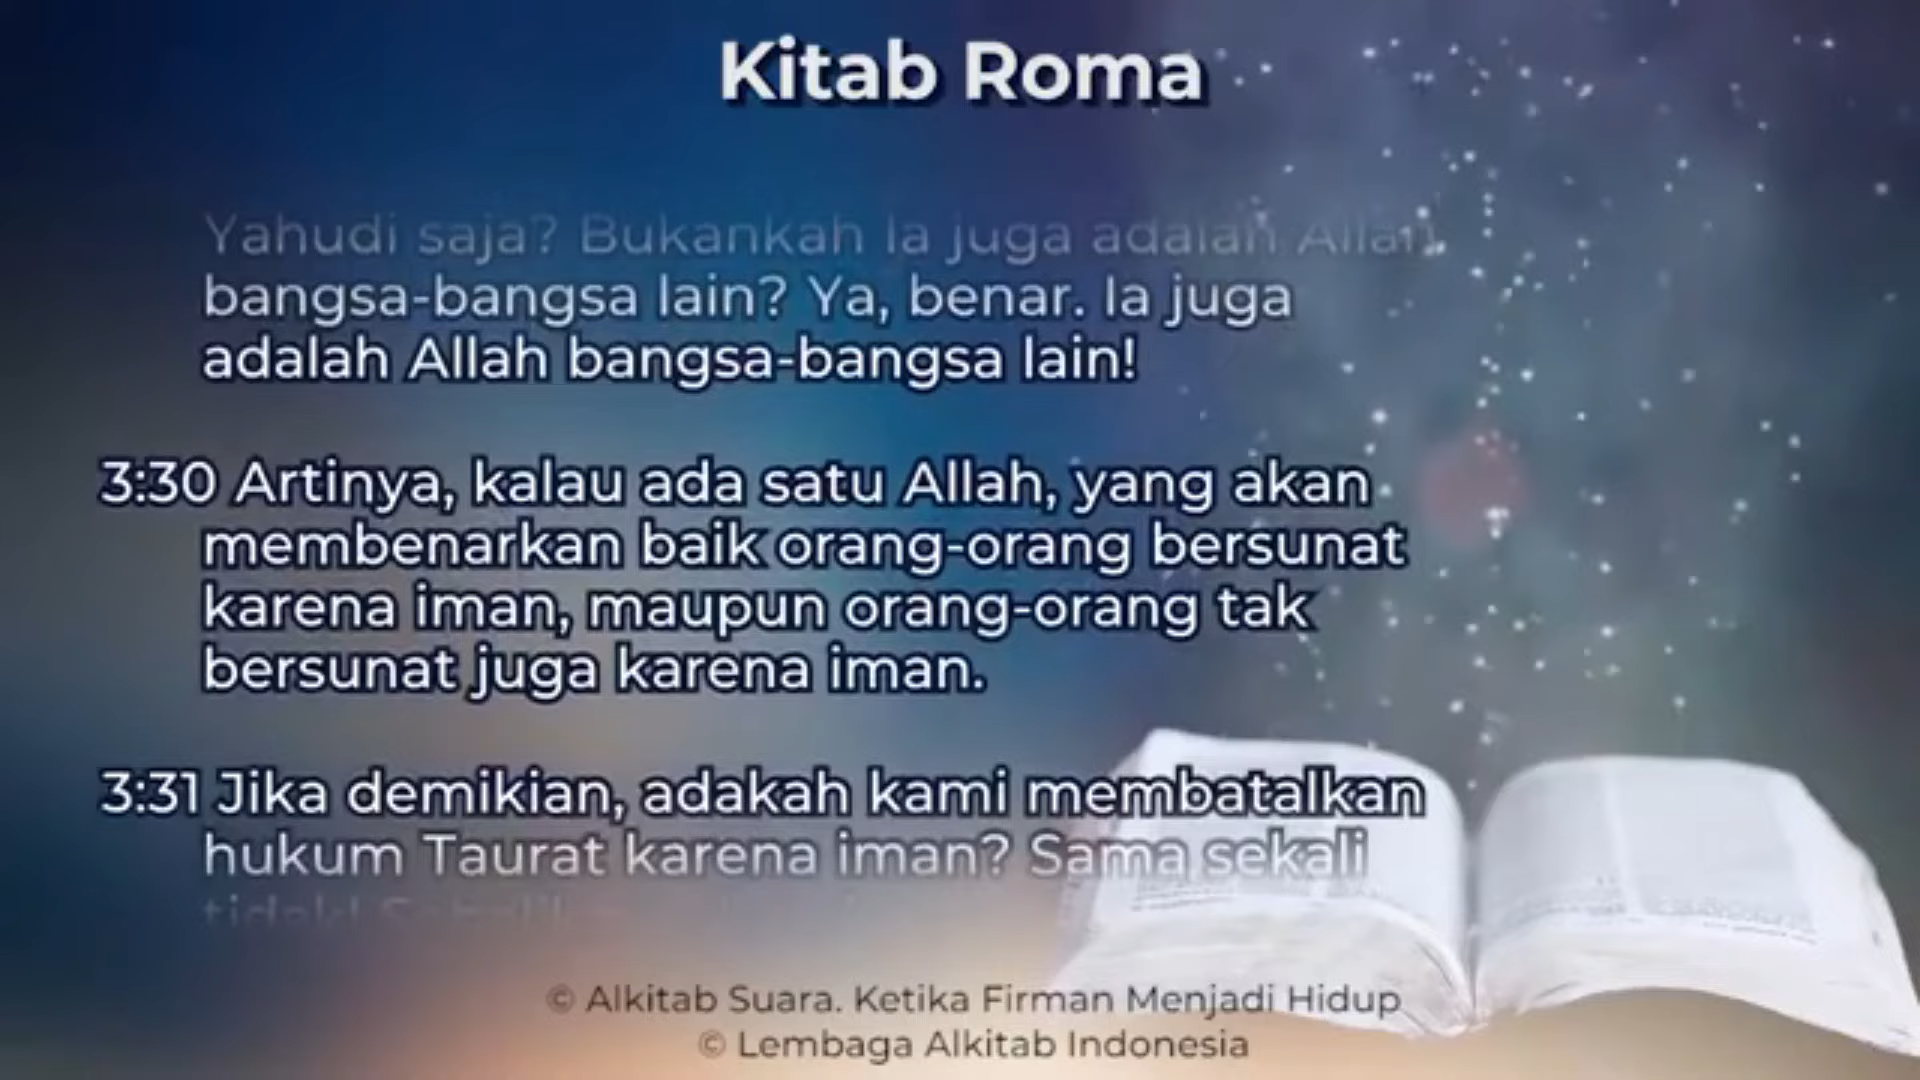 Kitab Roma
Yahudi saja? Bukankah Ia juga adalah Allah
bangsa-bangsa lain? Ya, benar. Ia juga
adalah Allah bangsa-bangsa lain!
3:30 Artinya, kalau ada satu Allah, yang akan
membenarkan baik orang-orang bersunat
karena iman, maupun orang-orang tak
bersunat juga karena iman.
3:31 Jika demikian, adakah kami membatalkan
hukum Taurat karena iman? Sama sekali
tidak!
© Alkitab Suara. Ketika Firman Menjadi Hidup
© Lembaga Alkitab Indonesia